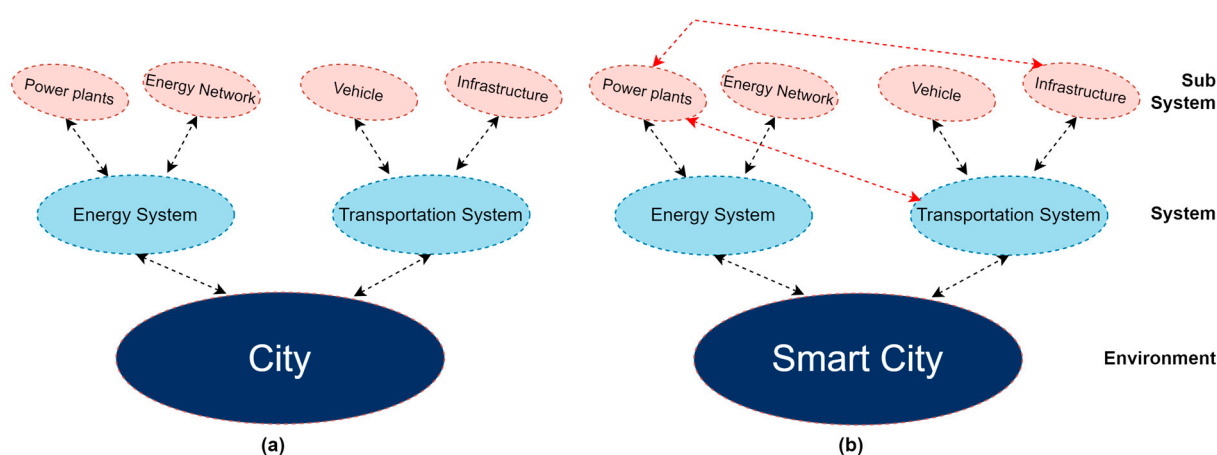 Power plants
Energy Network
Vehicle
Infrastructure
Energy System
Transportation System
City
(a)
Power plants
Energy Network
Vehicle
Infrastructure
Sub
System
Energy System
Transportation System
System
Smart City
Environment
(b)